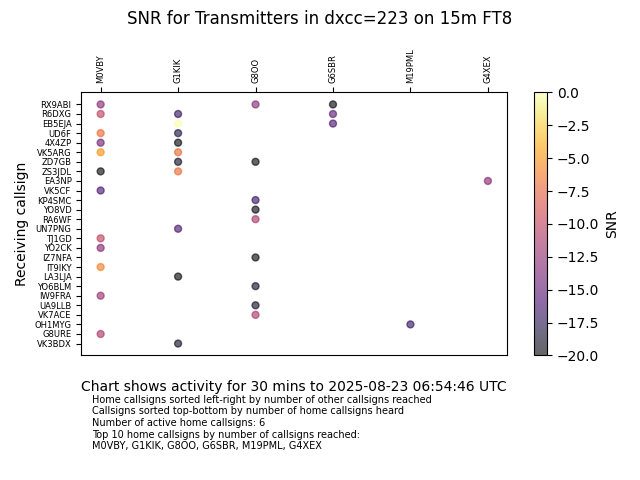 SNR for Transmitters in dxcc=223 on 15m FT8
M0VBY G1KIK G8OO G6SBR M19PML G4XEX
Receiving callsign
RX9ABI
R6DXG
EB5EJA
UD6F
4X4ZP
VK5ARG
ZD7GB
ZS3JDL
EA3NP
VK5CF
KP4SMC
YO8VD
RA6WF
UN7PNG
TJ1GD
YO2CK
IZ7NFA
IT9IKY
LA3LJA
YO6BLM
IW9FRA
UA9LLB
VK7ACE
OH1MYG
G8URE
VK3BDX
0.0
−2.5
−5.0
−7.5
−10.0
−12.5
−15.0
−17.5
−20.0
SNR
Chart shows activity for 30 mins to 2025-08-23 06:54:46 UTC
Home callsigns sorted left-right by number of other callsigns reached
Callsigns sorted top-bottom by number of home callsigns heard
Number of active home callsigns: 6
Top 10 home callsigns by number of callsigns reached:
M0VBY, G1KIK, G8OO, G6SBR, M19PML, G4XEX